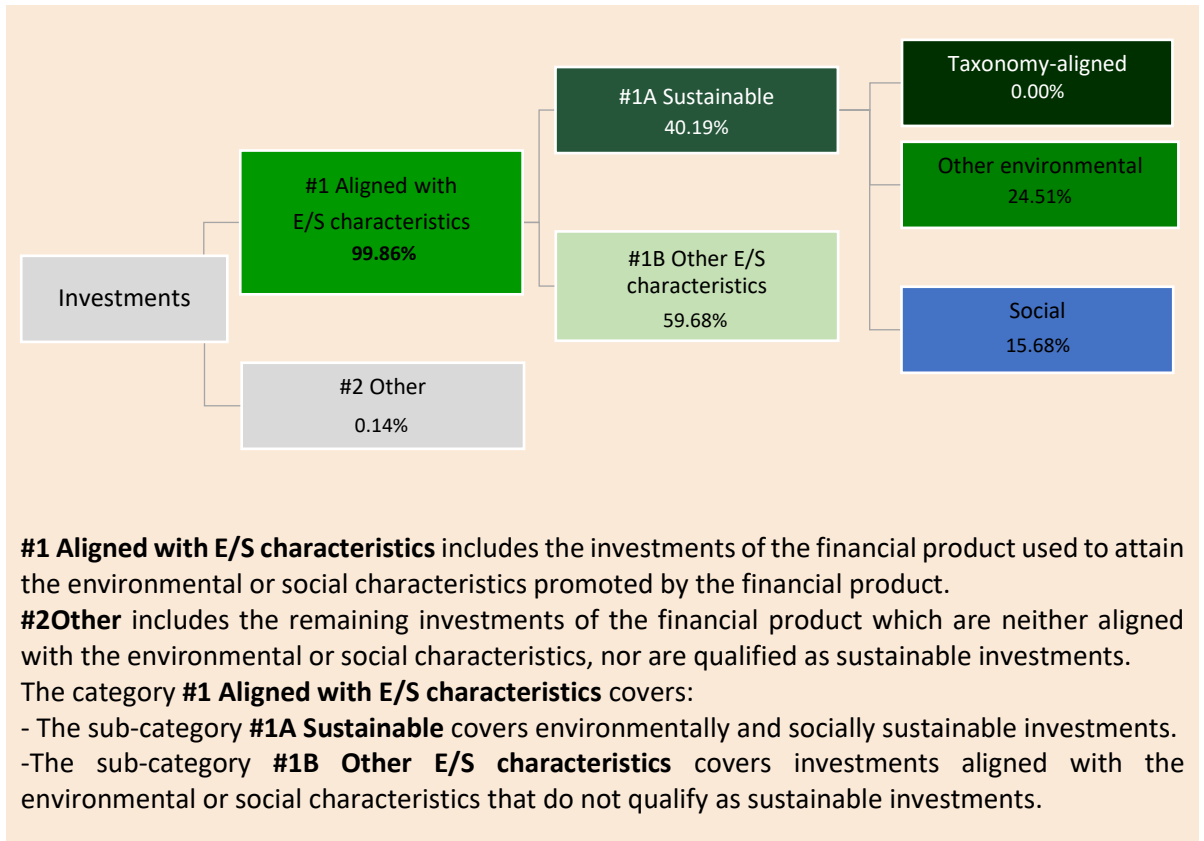 Investments
#1 Aligned with
E/S characteristics
99.86%
#2 Other
0.14%
#1A Sustainable
40.19%
#1B Other E/S
characteristics
59.68%
Taxonomy-aligned
0.00%
Other environmental
24.51%
Social
15.68%
#1 Aligned with E/S characteristics includes the investments of the financial product used to attain
the environmental or social characteristics promoted by the financial product.
#2Other includes the remaining investments of the financial product which are neither aligned
with the environmental or social characteristics, nor are qualified as sustainable investments.
The category #1 Aligned with E/S characteristics covers:
- The sub-category #1A Sustainable covers environmentally and socially sustainable investments.
-The sub-category #1B Other E/S characteristics covers investments aligned with the
environmental or social characteristics that do not qualify as sustainable investments.